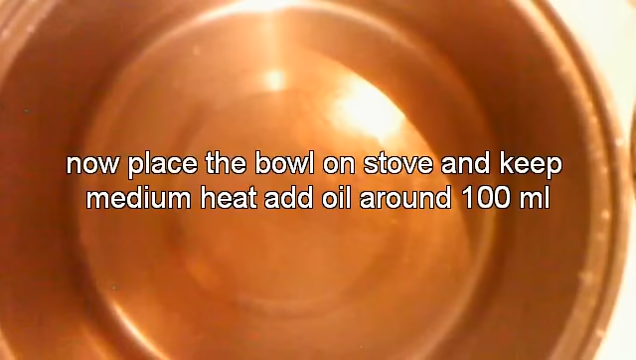 now place the bowl on stove and keep
medium heat add oil around 100 ml